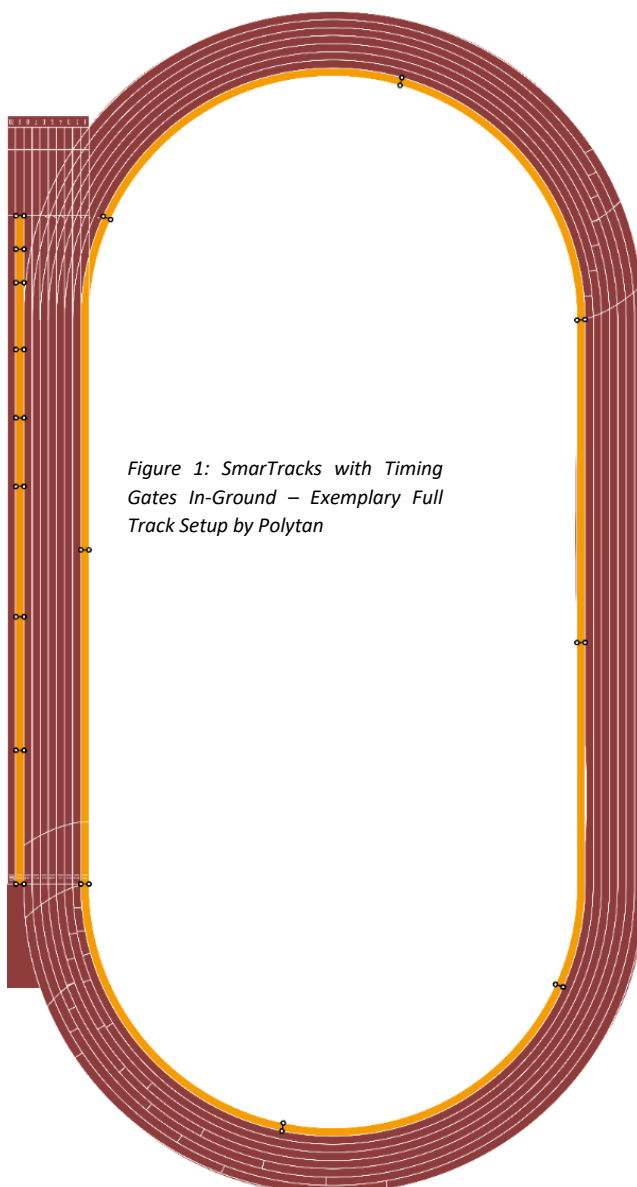 Figure 1: SmarTracks with Timing
Gates In-Ground – Exemplary Full
Track Setup by Polytan